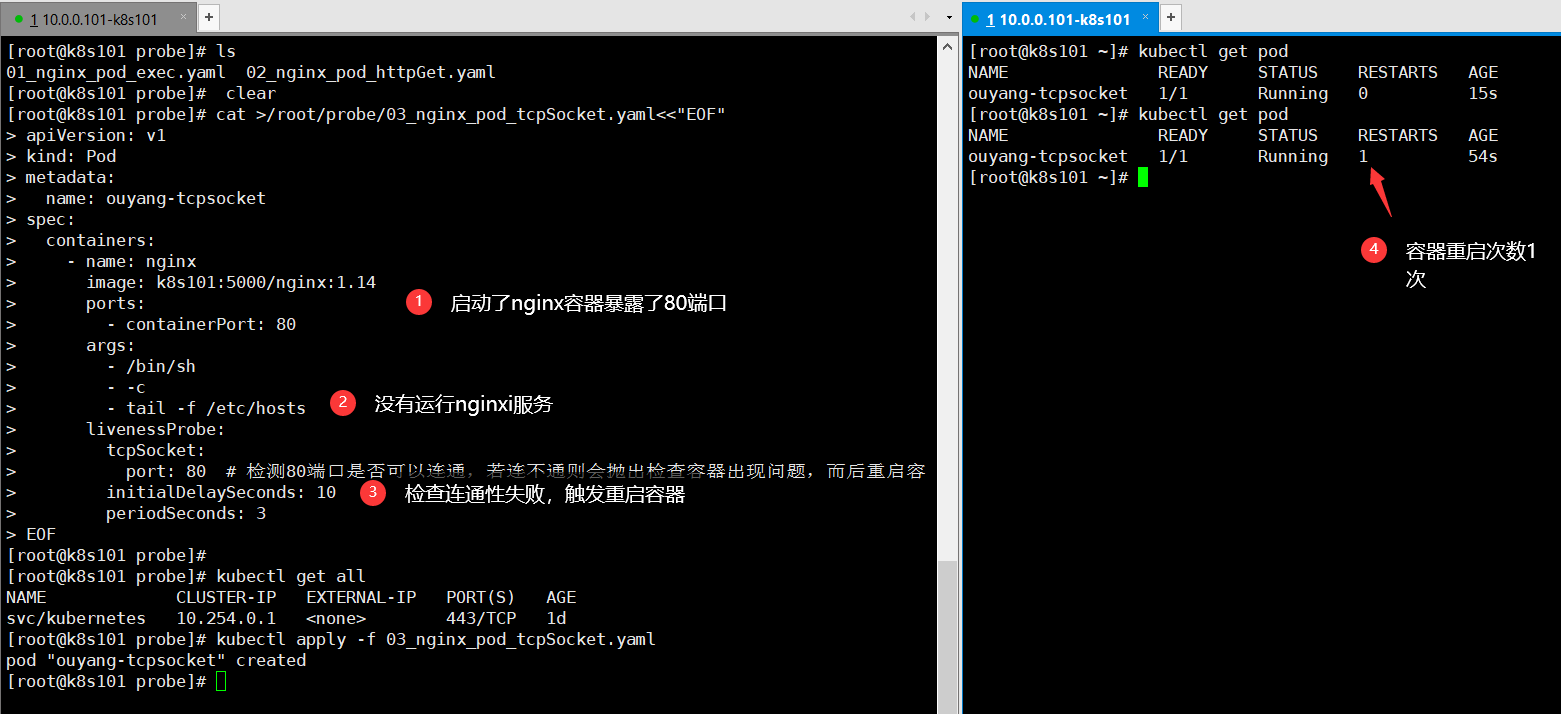 1 10.0.0.101-k8s101 × +
[root@k8s101 probe]# ls
01_nginx_pod_exec.yaml  02_nginx_pod_httpGet.yaml
[root@k8s101 probe]#  clear
[root@k8s101 probe]# cat >/root/probe/03_nginx_pod_tcpSocket.yaml<<"EOF"
> apiVersion: v1
> kind: Pod
> metadata:
>   name: ouyang-tcpsocket
> spec:
>   containers:
>     - name: nginx
>       image: k8s101:5000/nginx:1.14
>       ports:
1 启动了nginx容器暴露了80端口
>         - containerPort: 80
>       args:
>         - /bin/sh
>         - -c
>         - tail -f /etc/hosts
2 没有运行nginxi服务
>       livenessProbe:
>         tcpSocket:
>           port: 80  # 检测80端口是否可以连通，若连不通则会抛出检查容器出现问题，而后重启容
>         initialDelaySeconds: 10
3 检查连通性失败，触发重启容器
>         periodSeconds: 3
> EOF
[root@k8s101 probe]#
[root@k8s101 probe]# kubectl get all
NAME             CLUSTER-IP   EXTERNAL-IP   PORT(S)   AGE
svc/kubernetes   10.254.0.1   <none>        443/TCP   1d
[root@k8s101 probe]# kubectl apply -f 03_nginx_pod_tcpSocket.yaml
pod "ouyang-tcpsocket" created
[root@k8s101 probe]#
1 10.0.0.101-k8s101 × +
[root@k8s101 ~]# kubectl get pod
NAME               READY     STATUS    RESTARTS   AGE
ouyang-tcpsocket   1/1       Running   0          15s
[root@k8s101 ~]# kubectl get pod
NAME               READY     STATUS    RESTARTS   AGE
ouyang-tcpsocket   1/1       Running   1          54s
[root@k8s101 ~]#
4 容器重启次数1
次